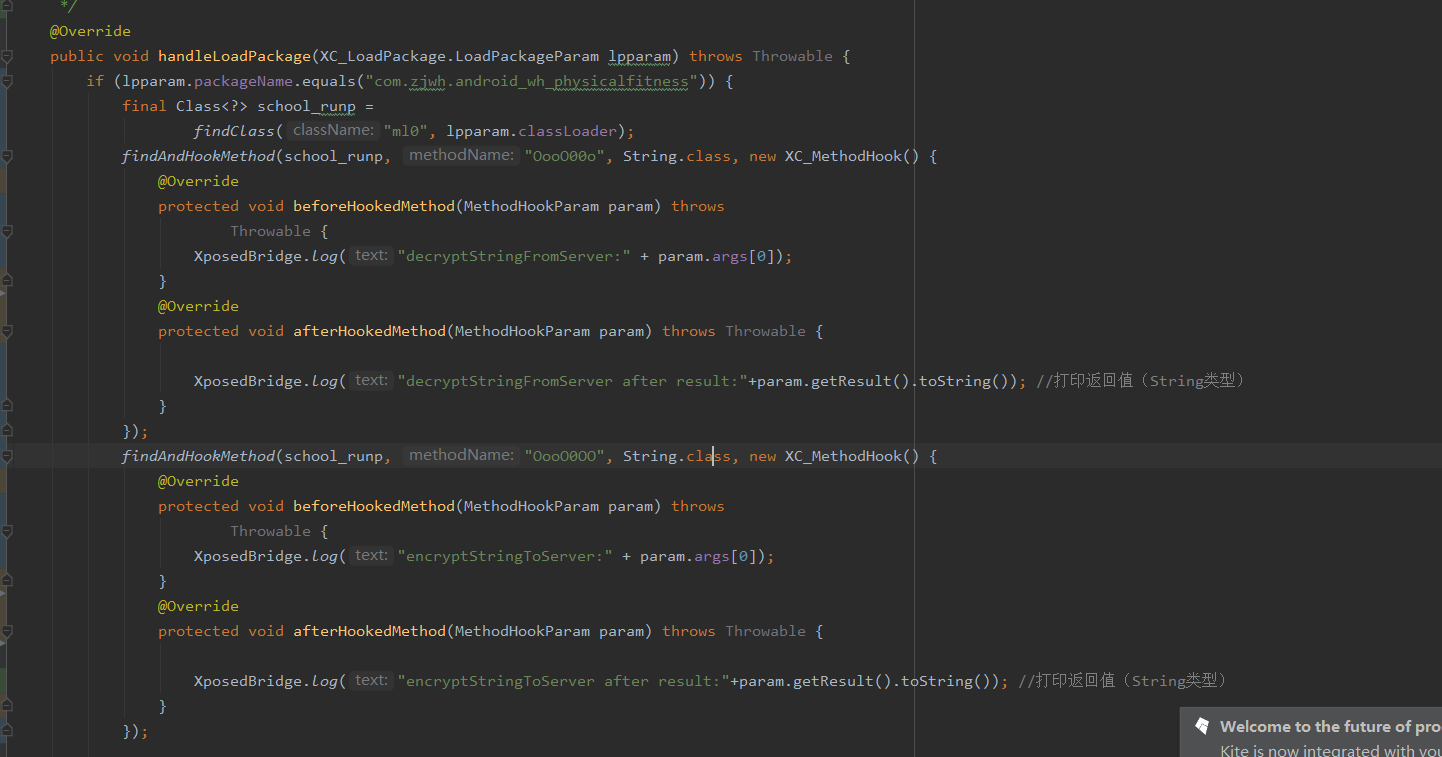 */
@Override
public void handleLoadPackage(XC_LoadPackage.LoadPackageParam lpparam) throws Throwable {
if (lpparam.packageName.equals("com.zjwh.android_wh_physicalfitness")) {
final Class<?> school_runp =
findClass( className: "ml0", lpparam.classLoader);
findAndHookMethod(school_runp, methodName: "OooO00o", String.class, new XC_MethodHook() {
@Override
protected void beforeHookedMethod(MethodHookParam param) throws
Throwable {
XposedBridge.log( text: "decryptStringFromServer:" + param.args[0]);
}
@Override
protected void afterHookedMethod(MethodHookParam param) throws Throwable {
XposedBridge.log( text: "decryptStringFromServer after result:"+param.getResult().toString()); //打印返回值（String类型）
}
});
findAndHookMethod(school_runp, methodName: "OooO0OO", String.class, new XC_MethodHook() {
@Override
protected void beforeHookedMethod(MethodHookParam param) throws
Throwable {
XposedBridge.log( text: "encryptStringToServer:" + param.args[0]);
}
@Override
protected void afterHookedMethod(MethodHookParam param) throws Throwable {
XposedBridge.log( text: "encryptStringToServer after result:"+param.getResult().toString()); //打印返回值（String类型）
}
});
Welcome to the future of pro
Kite is now integrated with you